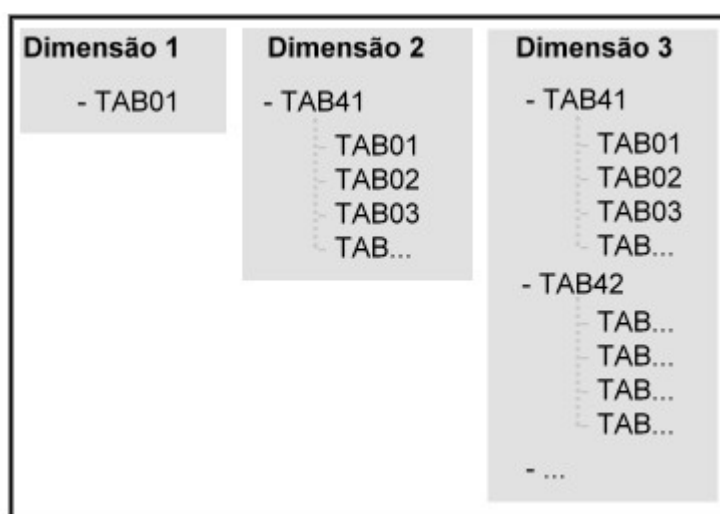 Dimensão 1
- TAB01
Dimensão 2
- TAB41
TAB01
TAB02
TAB03
TAB...
Dimensão 3
- TAB41
TAB01
TAB02
TAB03
TAB...
- TAB42
TAB...
TAB...
TAB...
TAB...
- ...